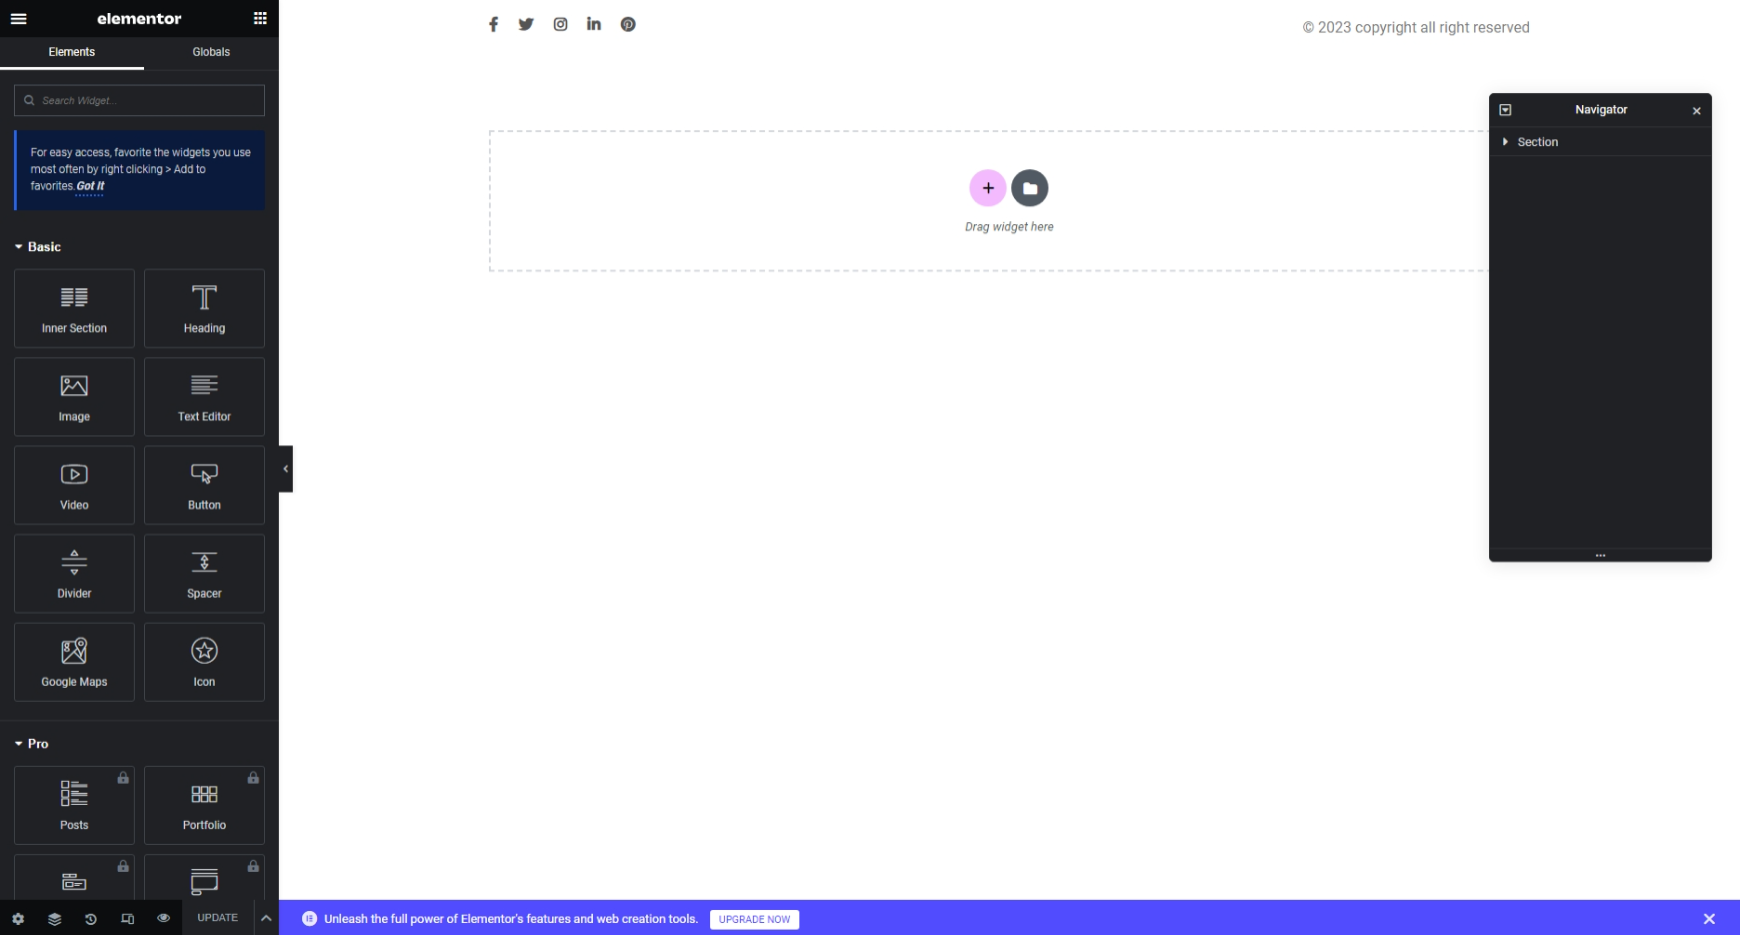 elementor
Elements
Globals
Search Widget...
For easy access, favorite the widgets you use
most often by right clicking > Add to
favorites. Got It
Basic
Inner Section
Heading
Image
Text Editor
Video
Button
Divider
Spacer
Google Maps
Icon
Pro
Posts
Portfolio
UPDATE
© 2023 copyright all right reserved
Drag widget here
Navigator
Section
Unleash the full power of Elementor's features and web creation tools.
UPGRADE NOW